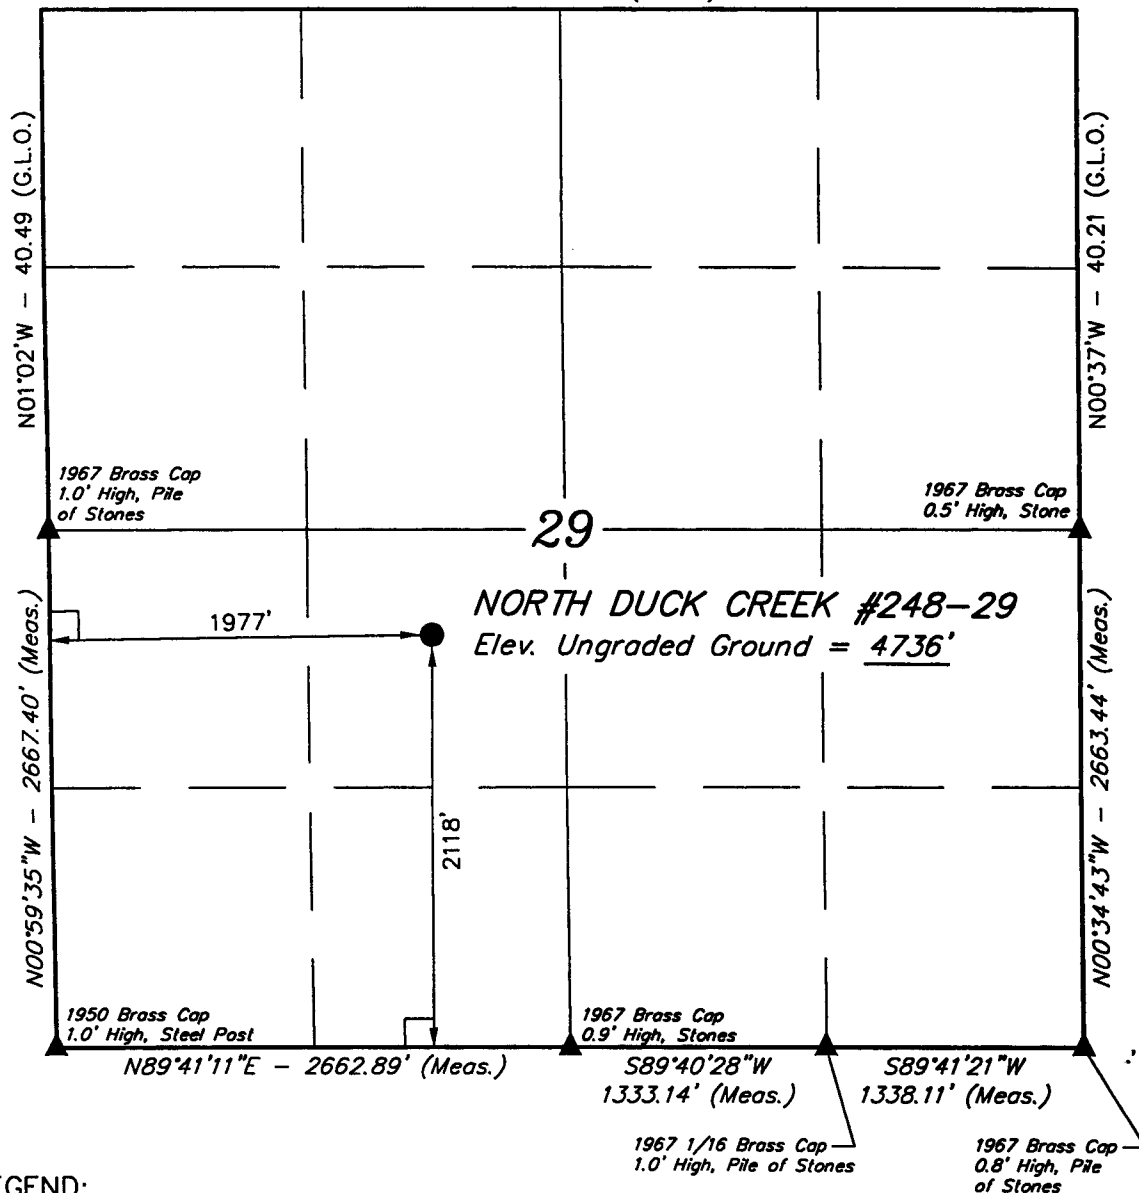 N01°02'W - 40.49 (G.L.O.)
N00°37'W - 40.21 (G.L.O.)
1967 Brass Cap
1.0' High, Pile
of Stones
1967 Brass Cap
0.5' High, Stone
29
NORTH DUCK CREEK #248-29
Elev. Ungraded Ground = 4736'
1977'
2118'
N00°59'35"W - 2667.40' (Meas.)
N00°34'43"W - 2663.44' (Meas.)
1950 Brass Cap
1.0' High, Steel Post
1967 Brass Cap
0.9' High, Stones
N89°41'11"E - 2662.89' (Meas.)
S89°40'28"W
1333.14' (Meas.)
S89°41'21"W
1338.11' (Meas.)
1967 1/16 Brass Cap
1.0' High, Pile of Stones
1967 Brass Cap
0.8' High, Pile
of Stones
EGEND: